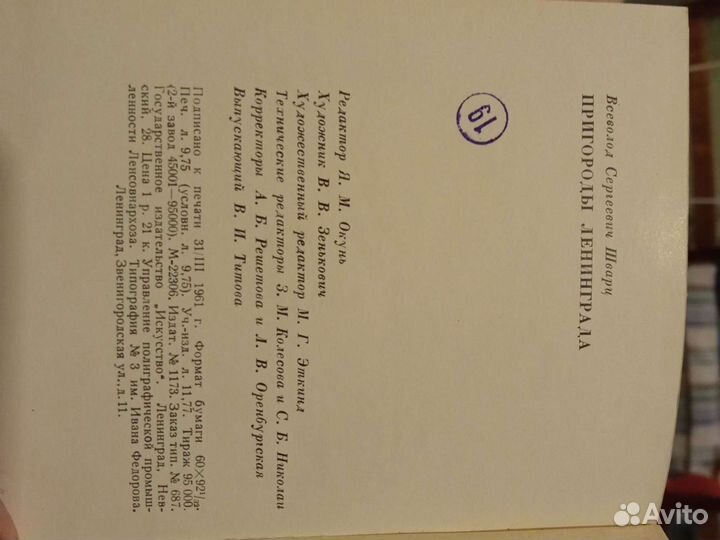 Всеволод Сергеевич Шварц
ПРИГОРОДЫ ЛЕНИНГРАДА
19
Редактор Я. М. Окунь
Художник В. В. Зенькович
Художественный редактор М. Г. Эткинд
Технические редакторы З. М. Колесова и С. Б. Николаи
Корректоры А. Б. Решетова и Л. В. Оренбургская
Выпускающий В. И. Титова
Подписано к печати 31/III 1961 г. Формат бумаги 60×92¹/₁₂.
Печ. л. 9,75 (условн. л. 9,75). Уч.-изд. л. 11,77. Тираж 95 000
(2-й завод 45001—95000). М-22306. Издат. № 1173. Заказ тип. № 687.
Государственное издательство „Искусство“. Ленинград, Нев-
ский, 28. Цена 1 р. 21 к. Управление полиграфической промыш-
ленности Ленсовнархоза. Типография № 3 им. Ивана Федорова.
Ленинград, Звенигородская ул., д. 11.
Avito